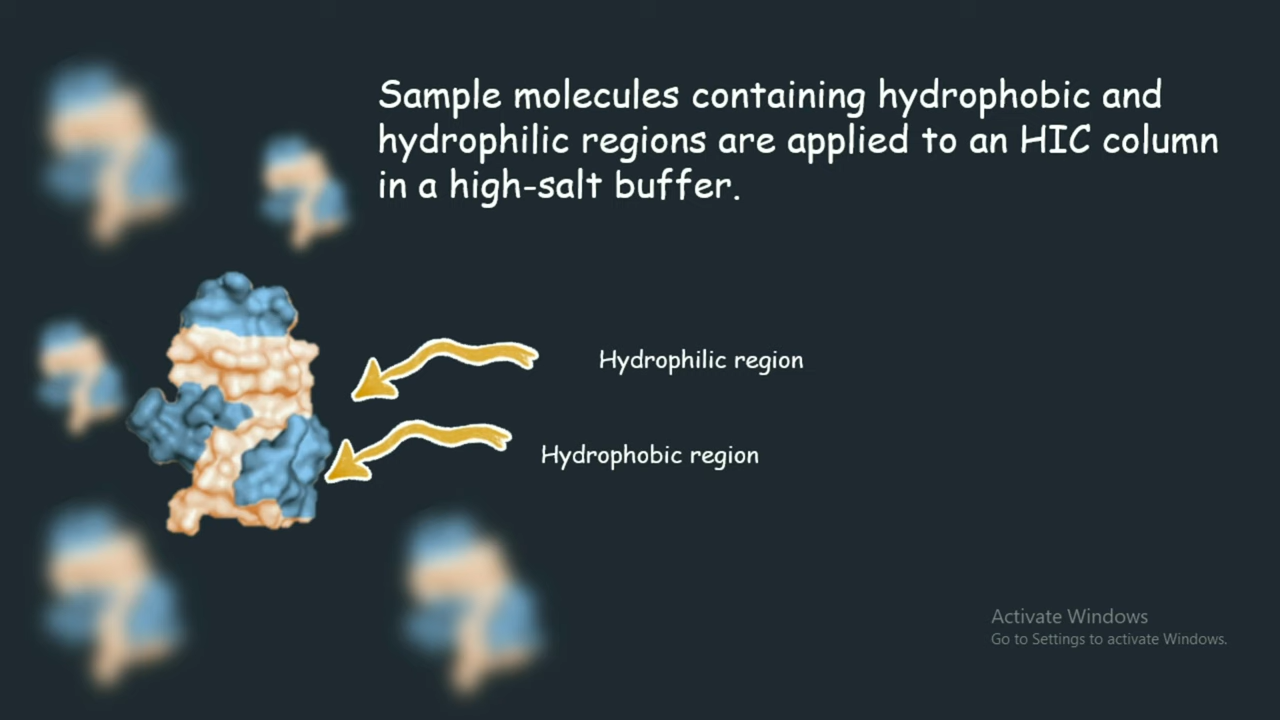 Sample molecules containing hydrophobic and
hydrophilic regions are applied to an HIC column
in a high-salt buffer.
Hydrophilic region
Hydrophobic region
Activate Windows
Go to Settings to activate Windows.